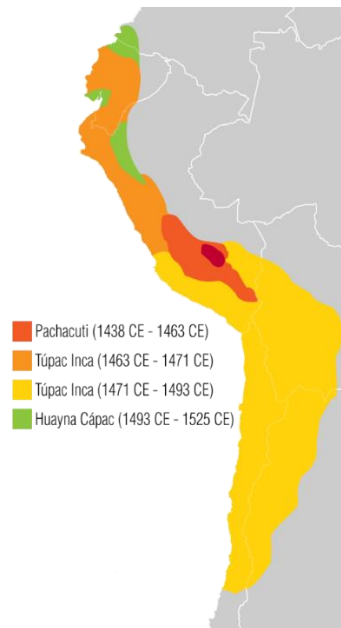 Pachacuti (1438 CE - 1463 CE)
Túpac Inca (1463 CE - 1471 CE)
Túpac Inca (1471 CE - 1493 CE)
Huayna Cápac (1493 CE - 1525 CE)